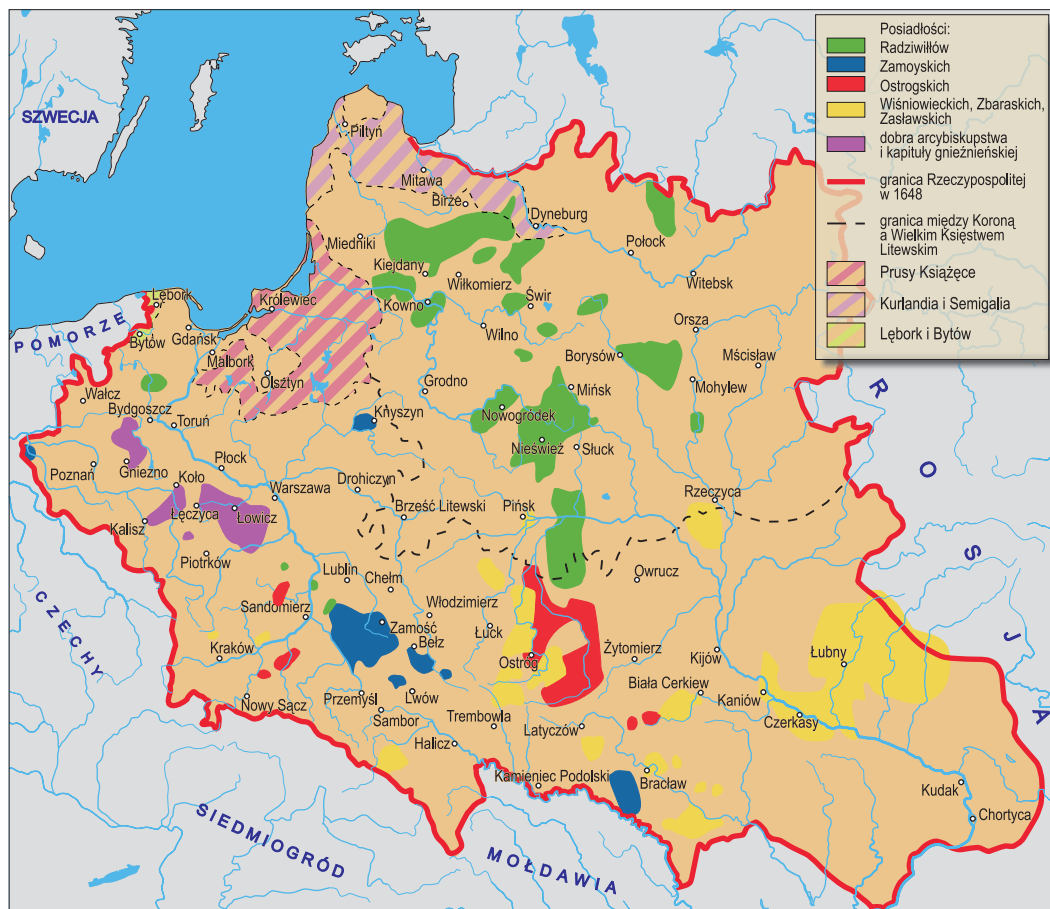 Posiadłości:
Radziwiłłów
Zamoyskich
Ostrogskich
Wiśniowieckich, Zbaraskich,
Zasławskich
dobra arcybiskupstwa
i kapituły gnieźnieńskiej
granica Rzeczypospolitej
w 1648
granica między Koroną
a Wielkim Księstwem
Litewskim
Prusy Książęce
Kurlandia i Semigalia
Lębork i Bytów
SZWECJA
Piltyń
Mitawa
Birże
Dyneburg
Miedniki
Połock
Kiejdany
Wiłkomierz
Witebsk
Lębork
Królewiec
Kowno
Świr
POMORZE
Bytów
Gdańsk
Wilno
Orsza
Malbork
Borysów
Mścisław
Olsztyn
Grodno
Mińsk
Mohylew
Wałcz
Bydgoszcz
Toruń
Knyszyn
Nowogródek
Nieśwież
Słuck
ROSJA
Poznań
Gniezno
Płock
Koło
Drohiczyn
Warszawa
Rzeczyca
Łęczyca
Łowicz
Brześć Litewski
Pińsk
Kalisz
Piotrków
Lublin
Chełm
Owrucz
CZECHY
Sandomierz
Włodzimierz
Zamość
Łuck
Kraków
Bełz
Ostróg
Żytomierz
Kijów
Łubny
Nowy Sącz
Przemyśl
Lwów
Biała Cerkiew
Kaniów
Sambor
Trembowla
Latyczów
Czerkasy
Halicz
Kamieniec Podolski
Bracław
Kudak
Chortyca
SIEDMIOGRÓD
MOŁDAWIA